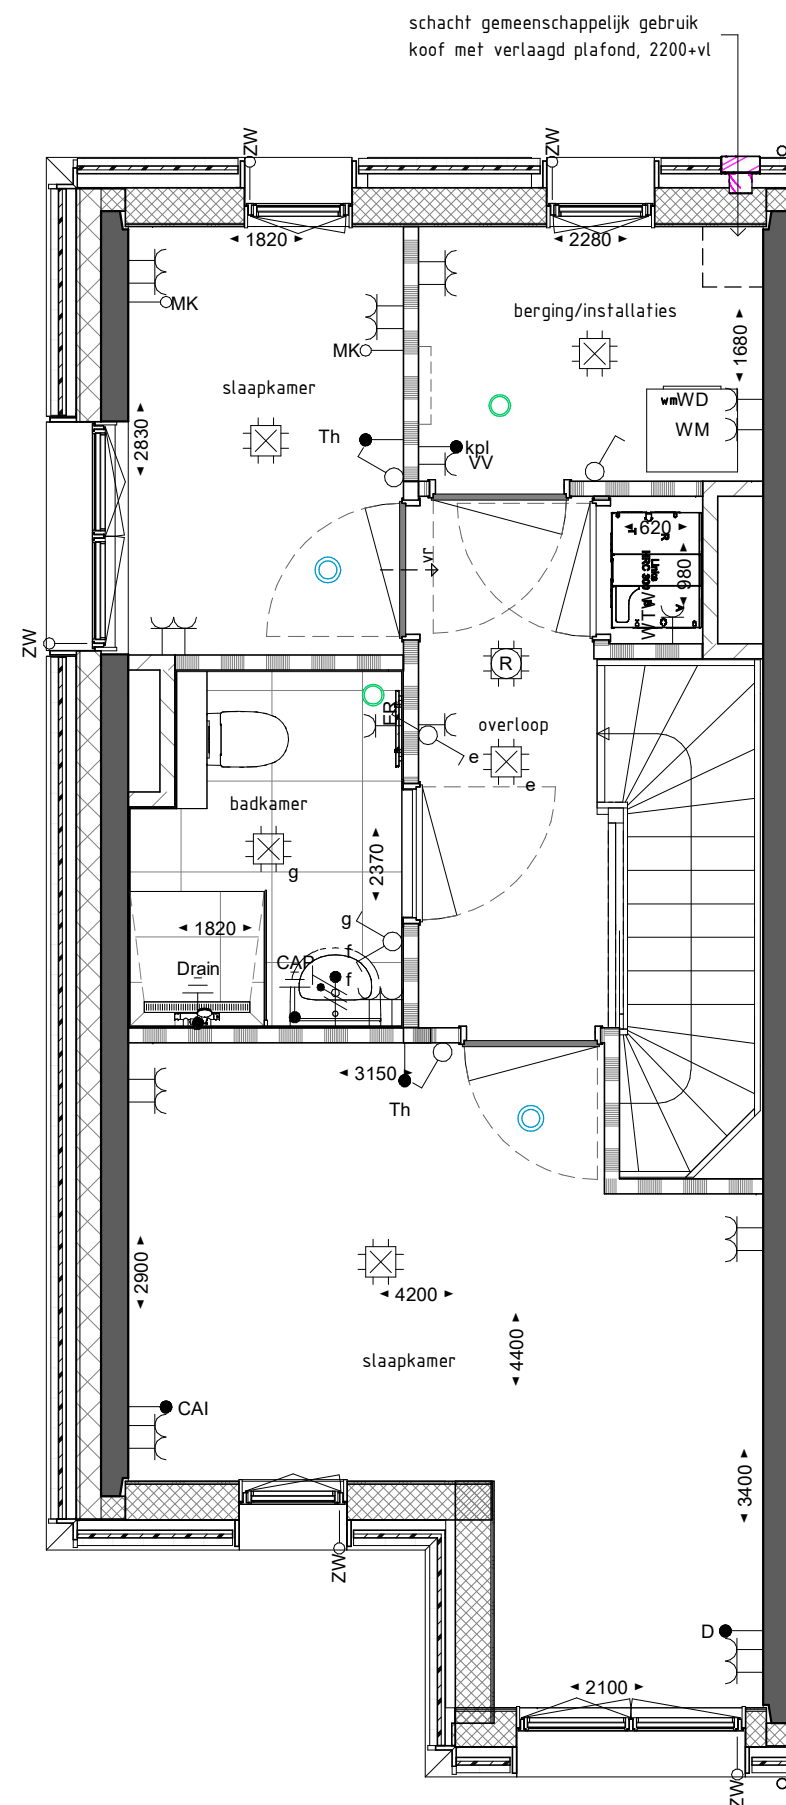 schacht gemeenschappelijk gebruik
koof met verlaagd plafond, 2200+vl
ZW
ZW
1820
2280
MK
berging/installaties
MK
1680
slaapkamer
wmWD
Th
kpl
WM
2830
VV
vr
620
980
ZW
R
ER
overloop
e
e
badkamer
g
2370
g
1820
f
Drain
CAP
f
3150
Th
2900
4200
slaapkamer
4400
CAI
3400
ZW
D
2100
ZW